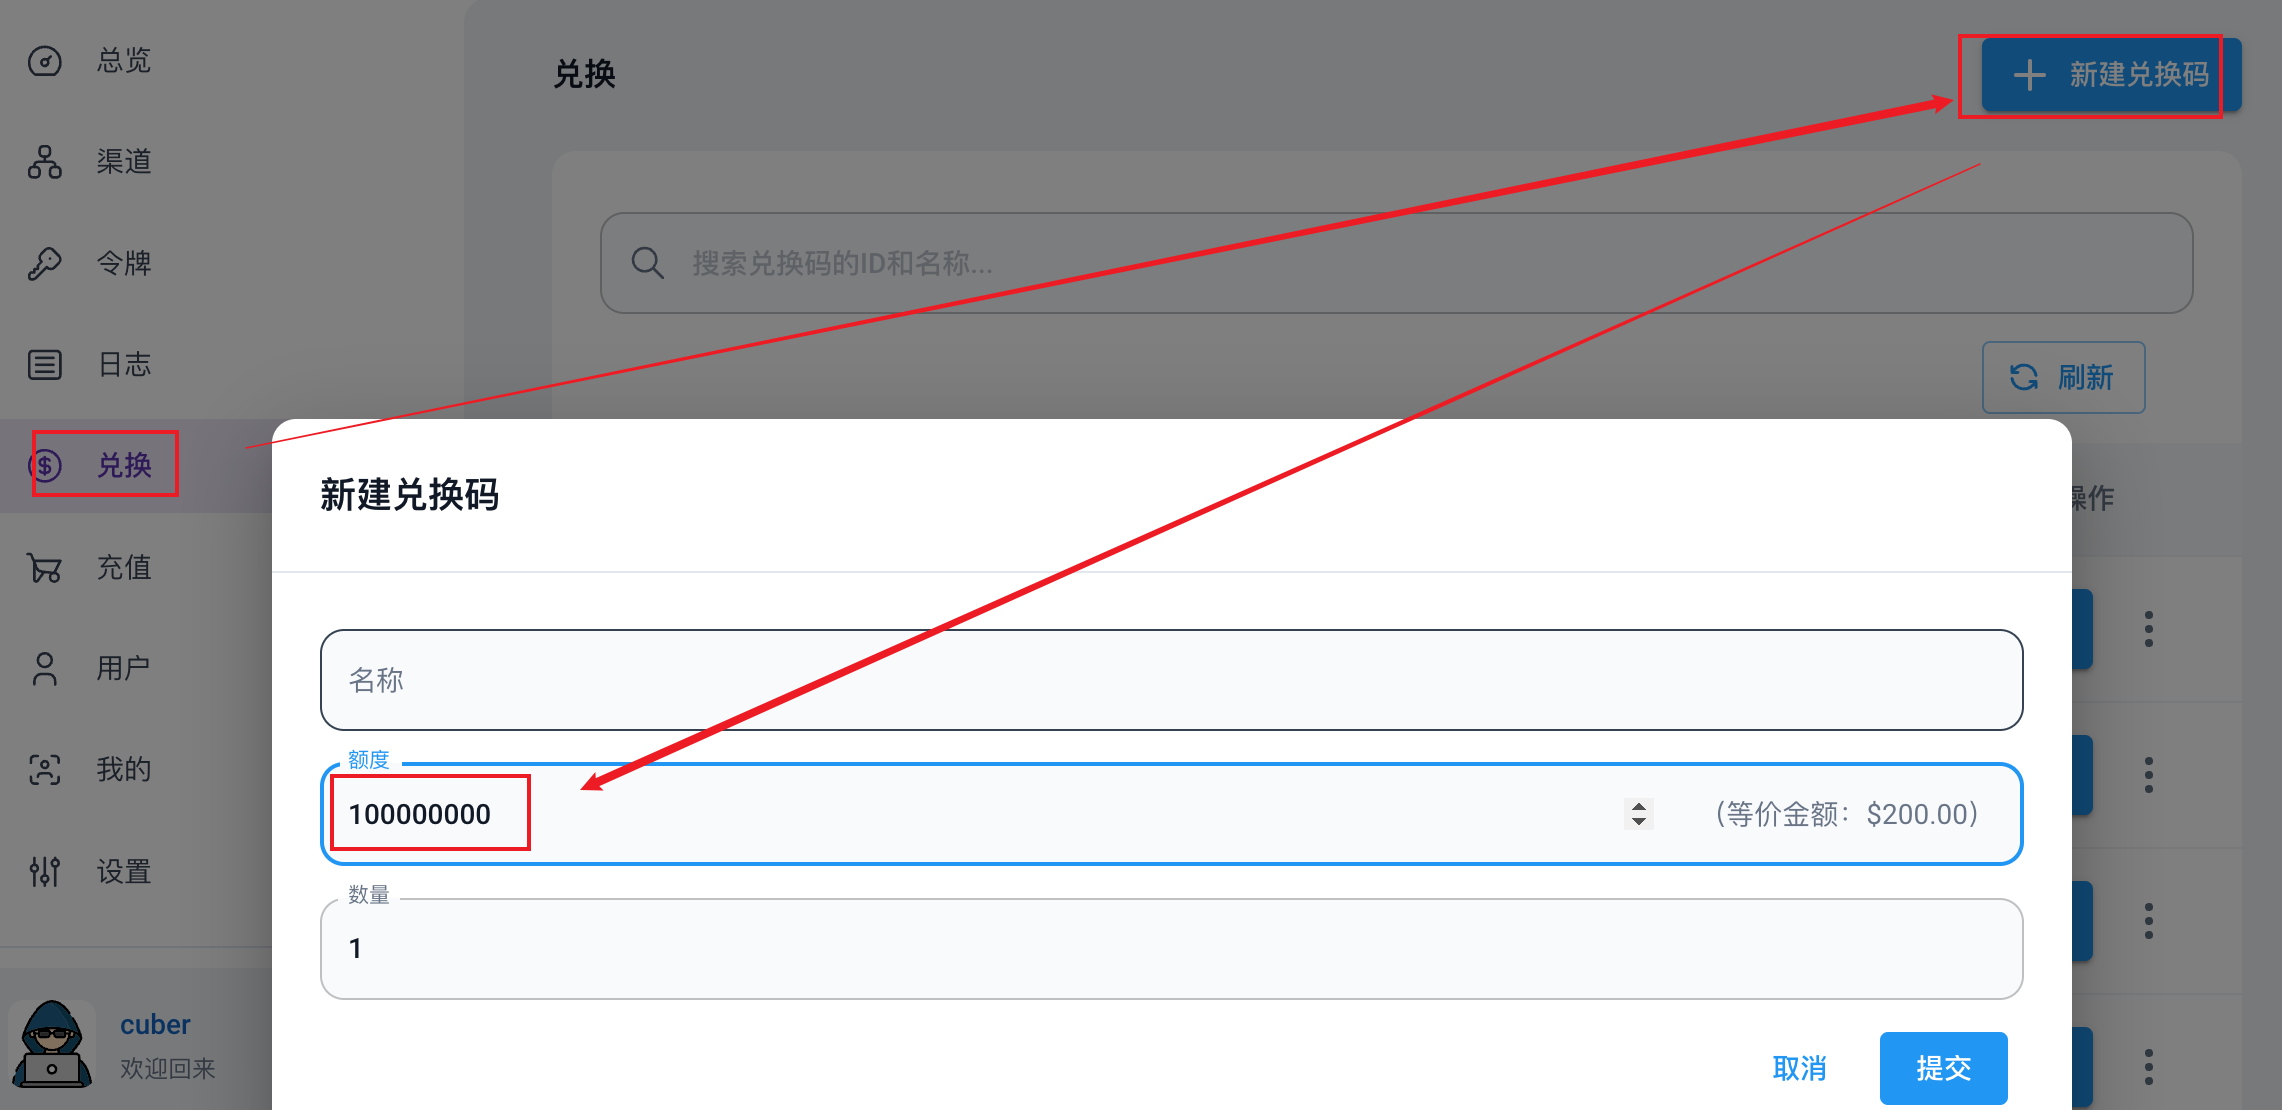 总览
渠道
令牌
日志
兑换
充值
用户
我的
设置
cuber
欢迎回来
兑换
新建兑换码
搜索兑换码的ID和名称...
刷新
操作
新建兑换码
名称
额度
100000000
（等价金额：$200.00）
数量
1
取消
提交